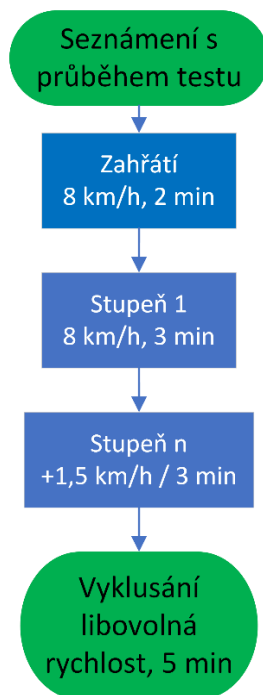 Seznámení s
průběhem testu
Zahřátí
8 km/h, 2 min
Stupeň 1
8 km/h, 3 min
Stupeň n
+1,5 km/h / 3 min
Vyklusání
libovolná
rychlost, 5 min